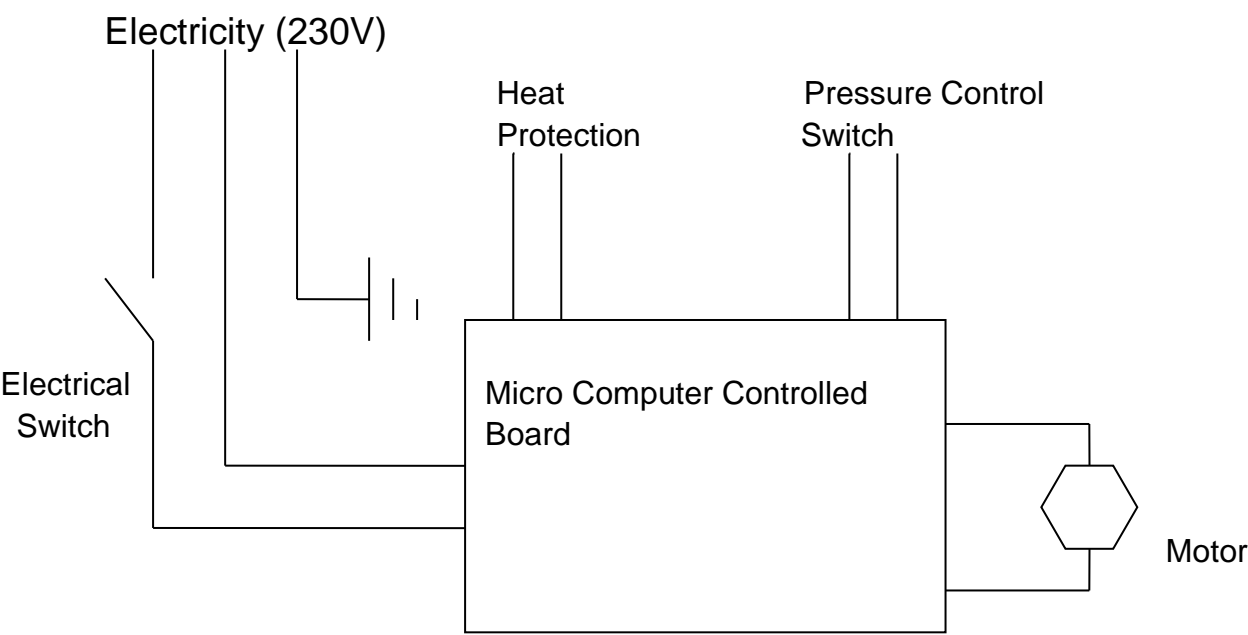 Electricity (230V)
Heat
Protection
Pressure Control
Switch
Electrical
Switch
Micro Computer Controlled
Board
Motor